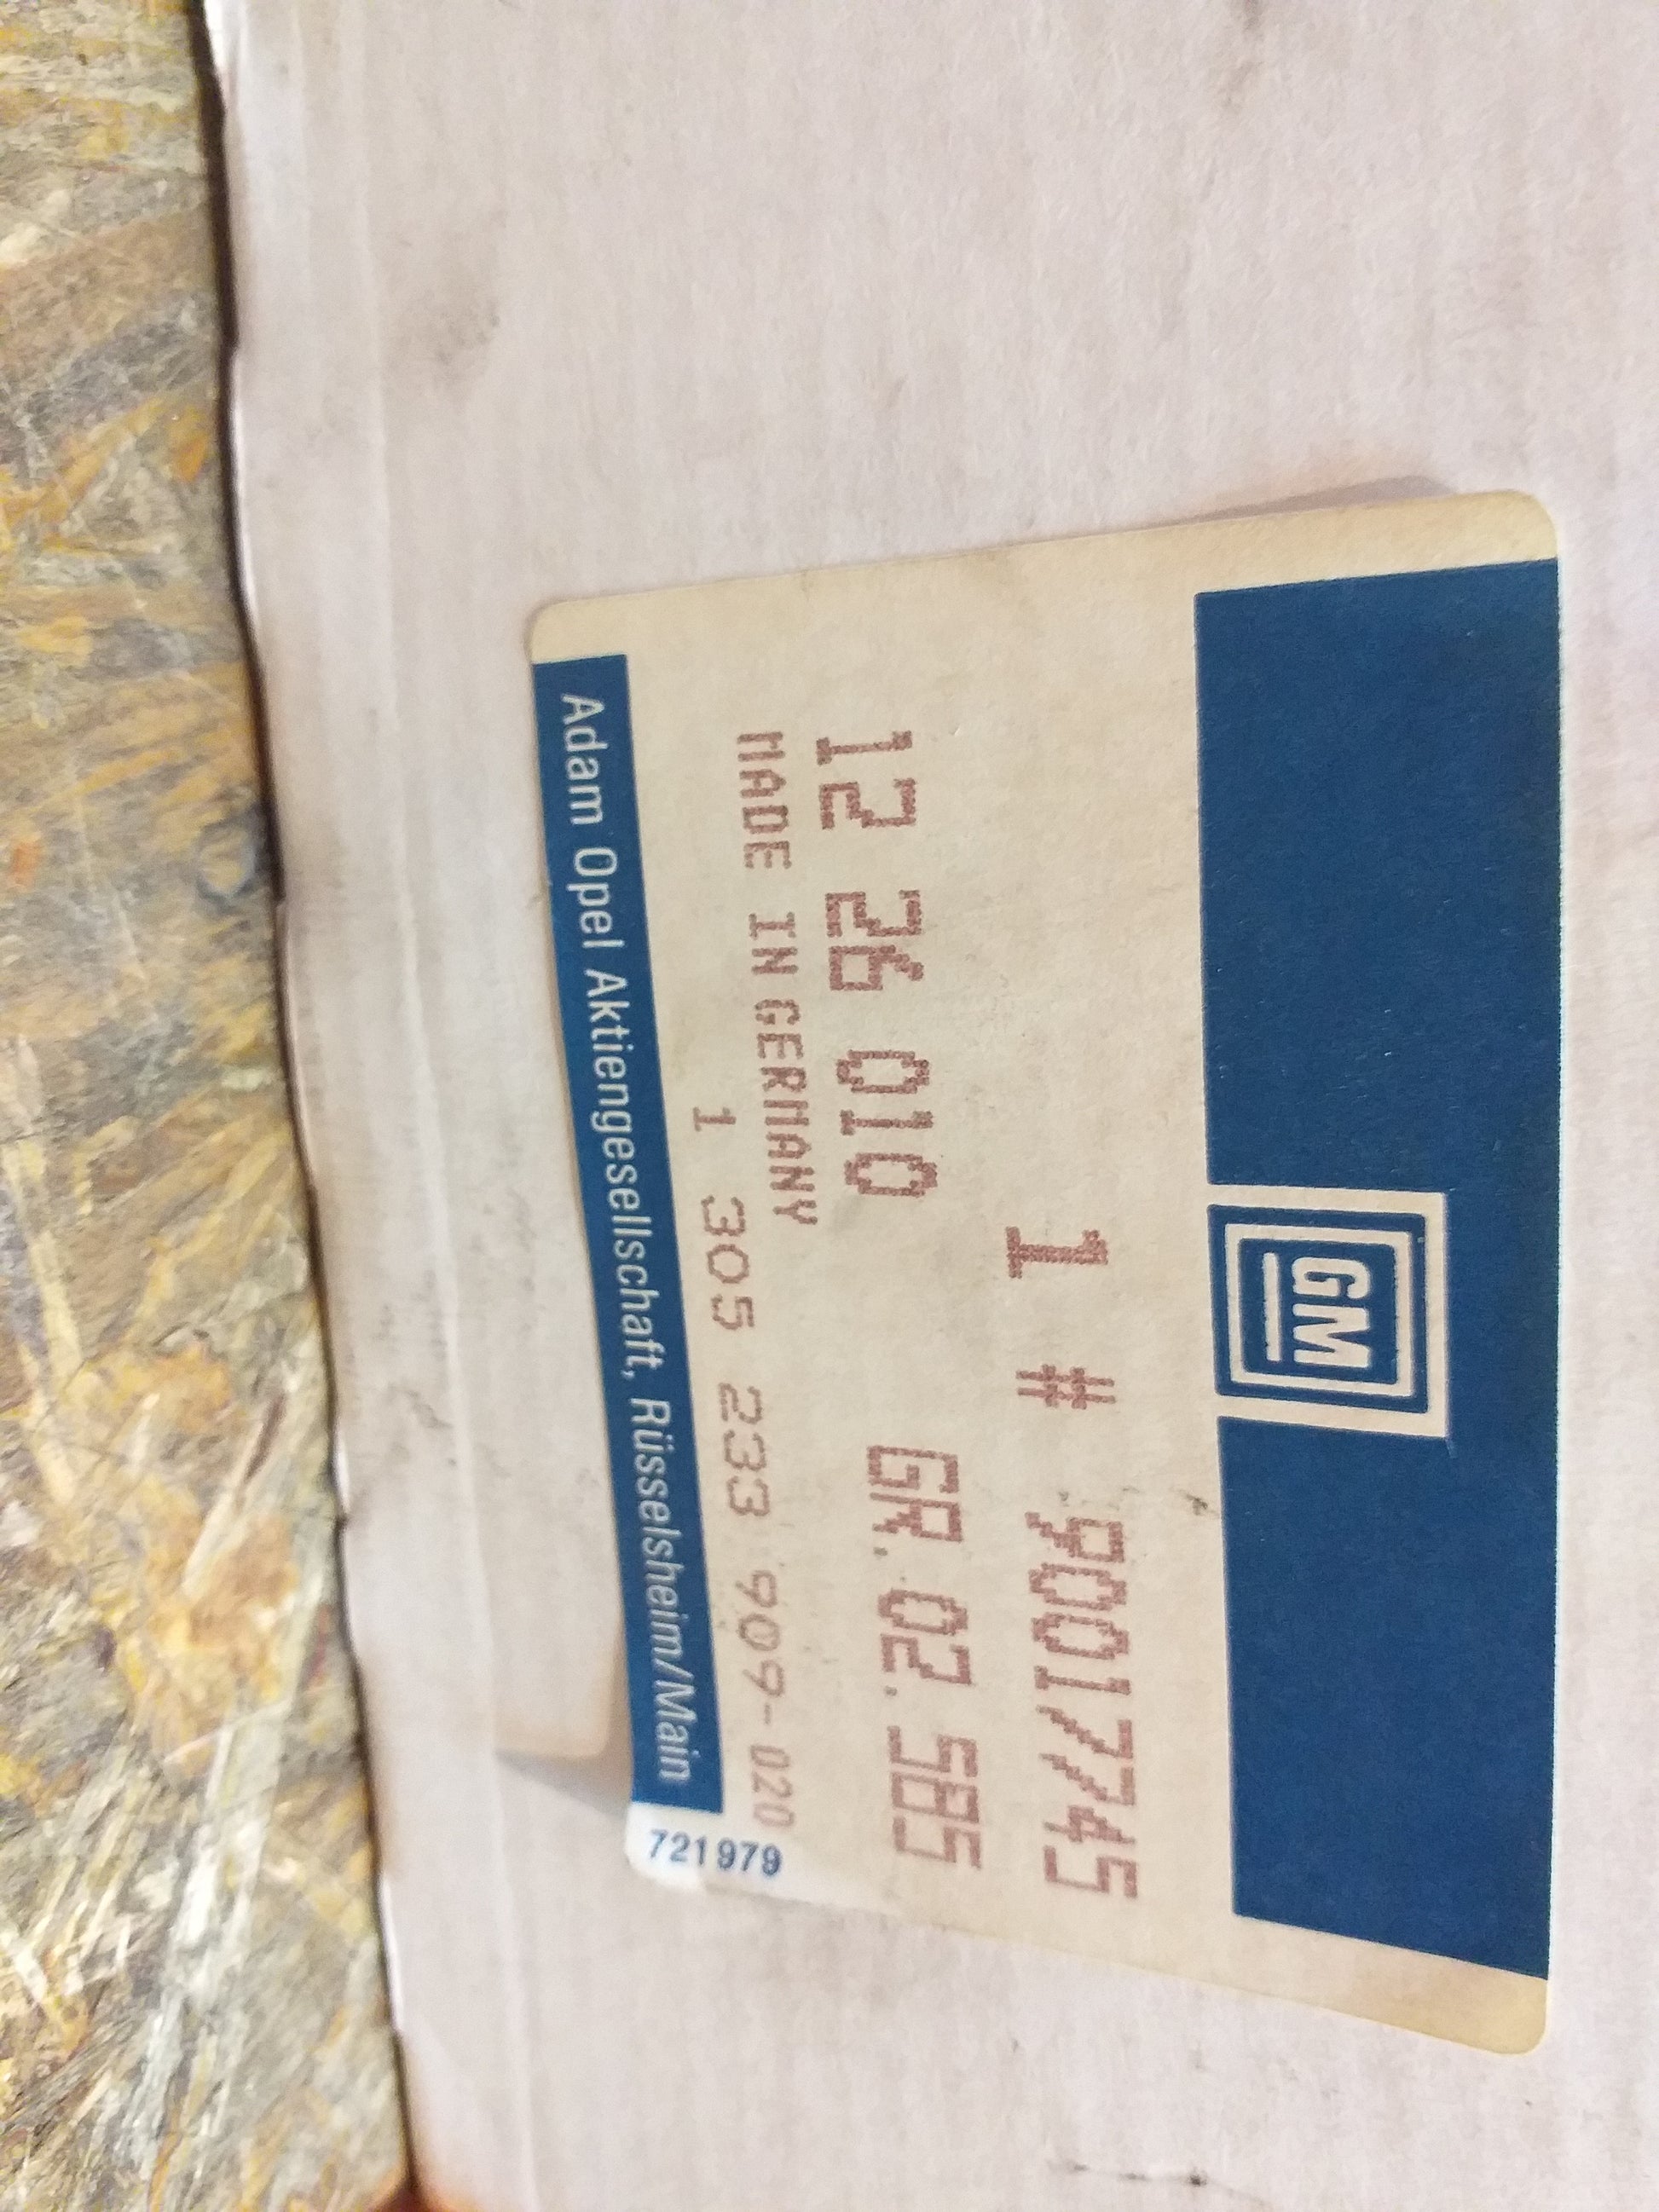 GM
1 # 90017745
12 26 010 GR. 02. 585
MADE IN GERMANY
1 305 233 909-020
Adam Opel Aktiengesellschaft, Rüsselsheim/Main
721979